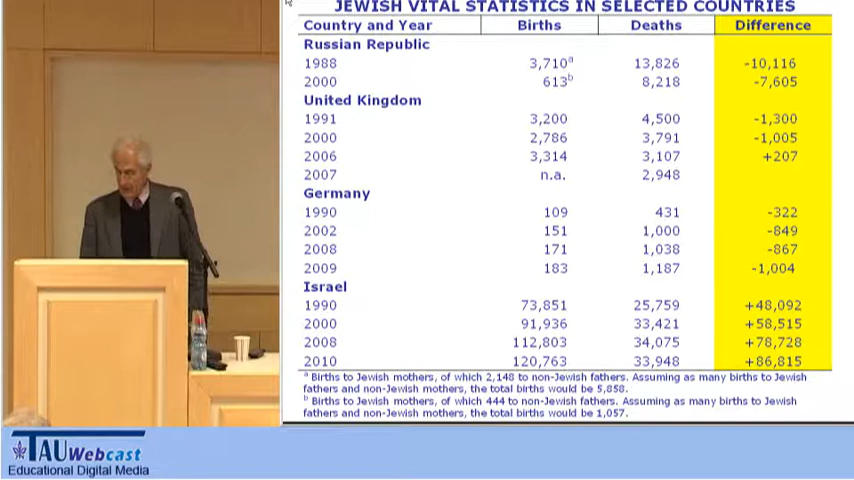 JEWISH VITAL STATISTICS IN SELECTED COUNTRIES
Country and Year Births Deaths Difference
Russian Republic
1988 3,710ª 13,826 -10,116
2000 613ᵇ 8,218 -7,605
United Kingdom
1991 3,200 4,500 -1,300
2000 2,786 3,791 -1,005
2006 3,314 3,107 +207
2007 n.a. 2,948
Germany
1990 109 431 -322
2002 151 1,000 -849
2008 171 1,038 -867
2009 183 1,187 -1,004
Israel
1990 73,851 25,759 +48,092
2000 91,936 33,421 +58,515
2008 112,803 34,075 +78,728
2010 120,763 33,948 +86,815
ª Births to Jewish mothers, of which 2,148 to non-Jewish fathers. Assuming as many births to Jewish
fathers and non-Jewish mothers, the total births would be 5,858.
ᵇ Births to Jewish mothers, of which 444 to non-Jewish fathers. Assuming as many births to Jewish
fathers and non-Jewish mothers, the total births would be 1,057.
TAU Webcast
Educational Digital Media